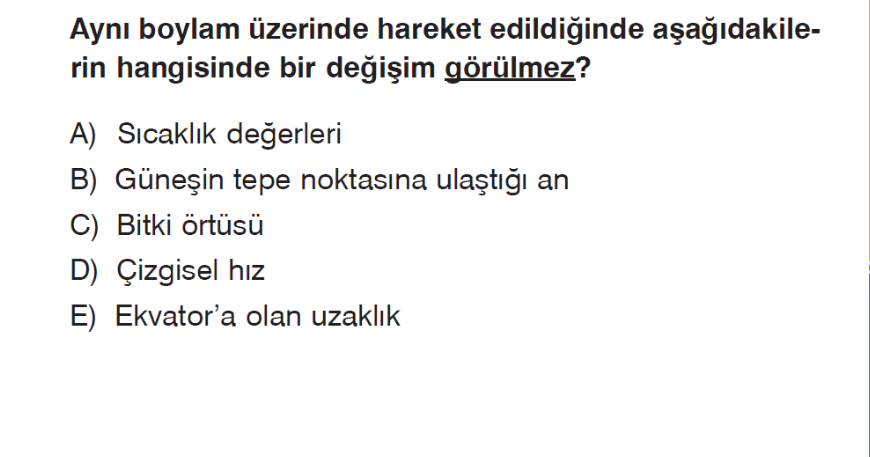 Aynı boylam üzerinde hareket edildiğinde aşağıdakile-
rin hangisinde bir değişim görülmez?
A) Sıcaklık değerleri
B) Güneşin tepe noktasına ulaştığı an
C) Bitki örtüsü
D) Çizgisel hız
E) Ekvator’a olan uzaklık